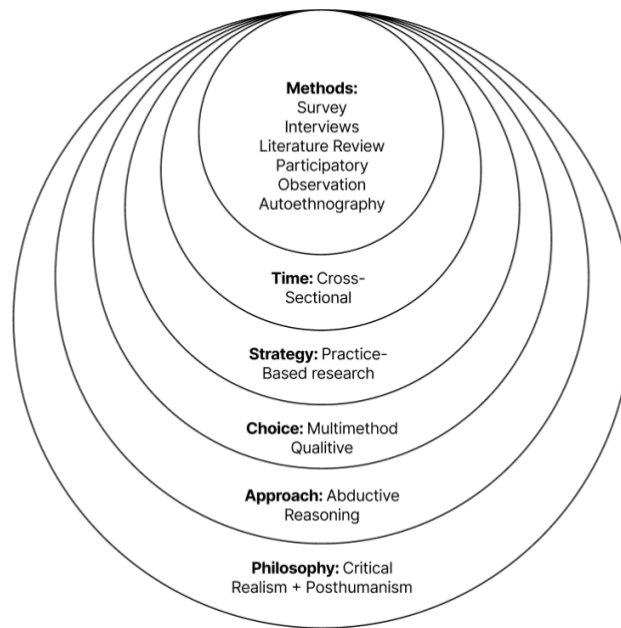 Methods:
Survey
Interviews
Literature Review
Participatory
Observation
Autoethnography
Time: Cross-
Sectional
Strategy: Practice-
Based research
Choice: Multimethod
Qualitive
Approach: Abductive
Reasoning
Philosophy: Critical
Realism + Posthumanism